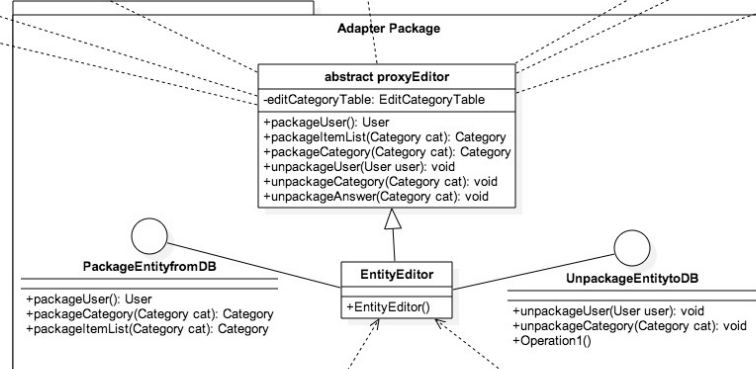 Adapter Package
abstract proxyEditor
-editCategoryTable: EditCategoryTable
+packageUser(): User
+packageItemList(Category cat): Category
+packageCategory(Category cat): Category
+unpackageUser(User user): void
+unpackageCategory(Category cat): void
+unpackageAnswer(Category cat): void
PackageEntityfromDB
+packageUser(): User
+packageCategory(Category cat): Category
+packageItemList(Category cat): Category
EntityEditor
+EntityEditor()
UnpackageEntitytoDB
+unpackageUser(User user): void
+unpackageCategory(Category cat): void
+Operation1()